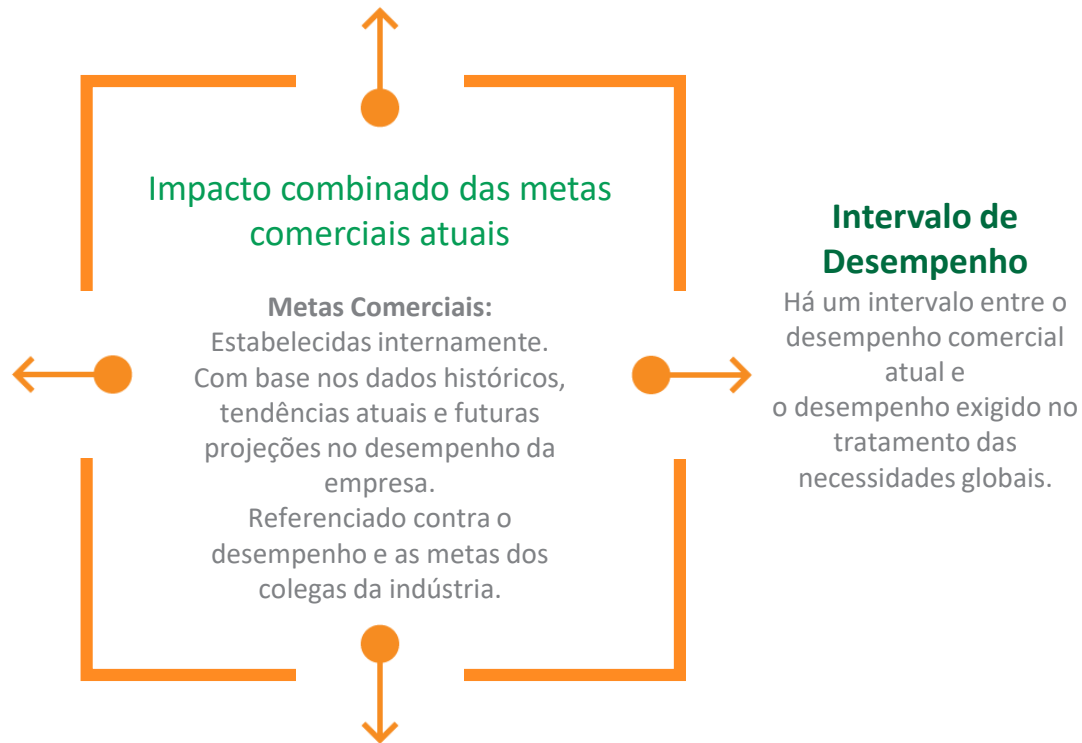 Impacto combinado das metas
comerciais atuais
Metas Comerciais:
Estabelecidas internamente.
Com base nos dados históricos,
tendências atuais e futuras
projeções no desempenho da
empresa.
Referenciado contra o
desempenho e as metas dos
colegas da indústria.
Intervalo de
Desempenho
Há um intervalo entre o
desempenho comercial
atual e
o desempenho exigido no
tratamento das
necessidades globais.